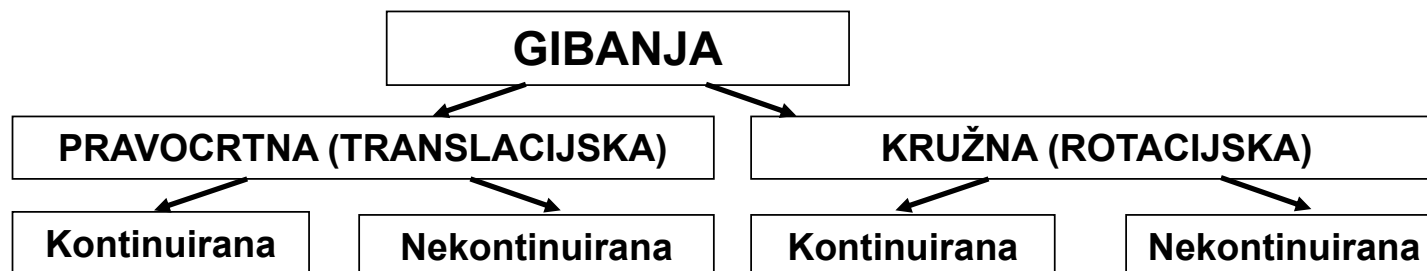 GIBANJA
PRAVOCRTNA (TRANSLACIJSKA)
KRUŽNA (ROTACIJSKA)
Kontinuirana
Nekontinuirana
Kontinuirana
Nekontinuirana